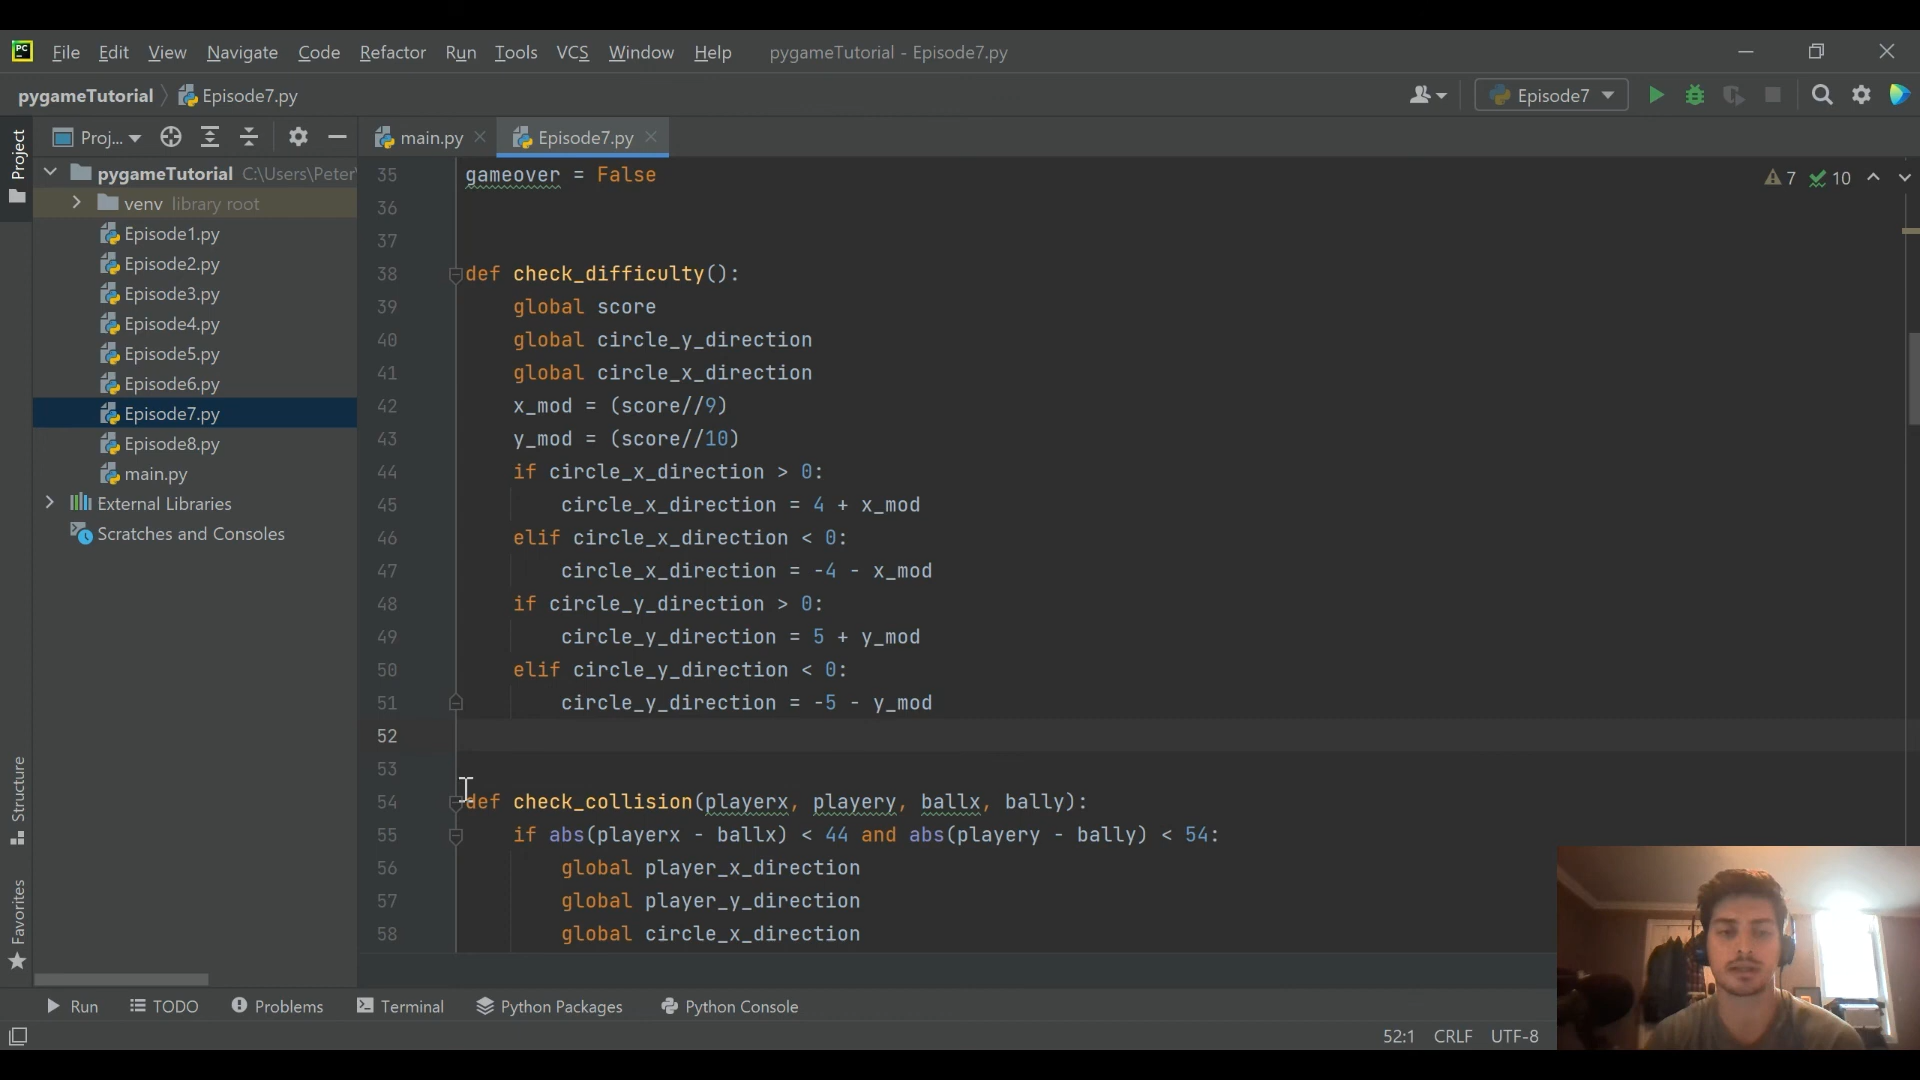 PC File Edit View Navigate Code Refactor Run Tools VCS Window Help pygameTutorial - Episode7.py
pygameTutorial Episode7.py Episode7
Project
Proj... main.py Episode7.py
pygameTutorial C:\Users\Peter
venv library root
Episode1.py
Episode2.py
Episode3.py
Episode4.py
Episode5.py
Episode6.py
Episode7.py
Episode8.py
main.py
External Libraries
Scratches and Consoles
7 10
35 gameover = False
36
37
38 def check_difficulty():
39 global score
40 global circle_y_direction
41 global circle_x_direction
42 x_mod = (score//9)
43 y_mod = (score//10)
44 if circle_x_direction > 0:
45 circle_x_direction = 4 + x_mod
46 elif circle_x_direction < 0:
47 circle_x_direction = -4 - x_mod
48 if circle_y_direction > 0:
49 circle_y_direction = 5 + y_mod
50 elif circle_y_direction < 0:
51 circle_y_direction = -5 - y_mod
52
53
54 def check_collision(playerx, playery, ballx, bally):
55 if abs(playerx - ballx) < 44 and abs(playery - bally) < 54:
56 global player_x_direction
57 global player_y_direction
58 global circle_x_direction
Structure
Favorites
Run TODO Problems Terminal Python Packages Python Console
52:1 CRLF UTF-8